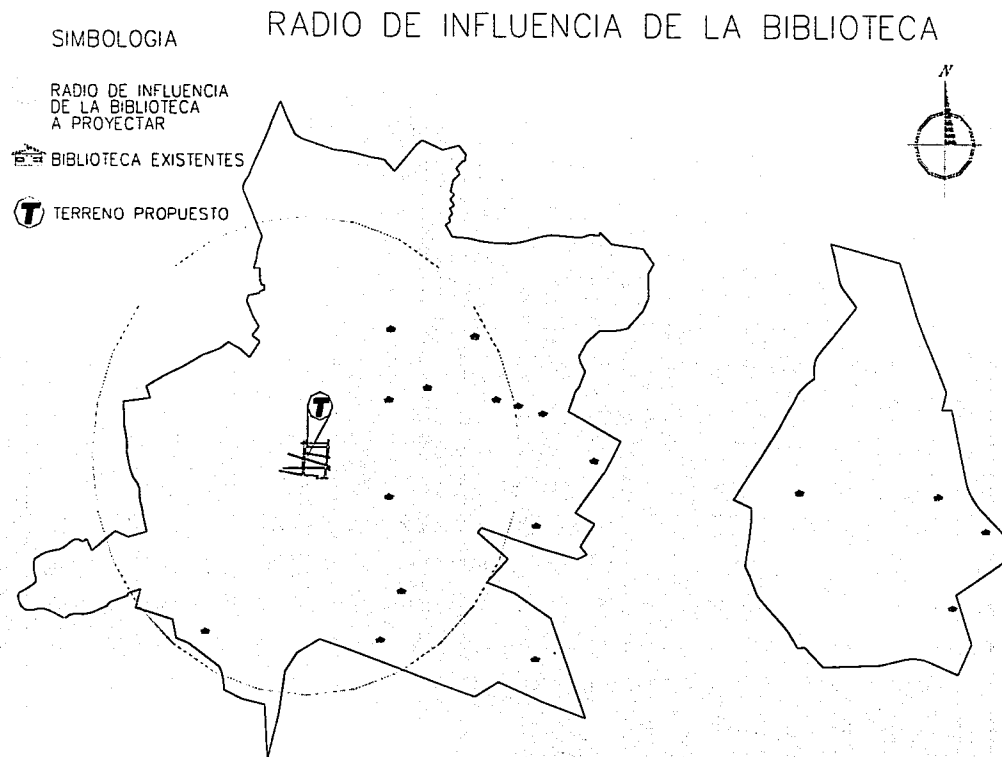 RADIO DE INFLUENCIA DE LA BIBLIOTECA
SIMBOLOGIA
RADIO DE INFLUENCIA
DE LA BIBLIOTECA
A PROYECTAR
BIBLIOTECA EXISTENTES
T TERRENO PROPUESTO
N
T